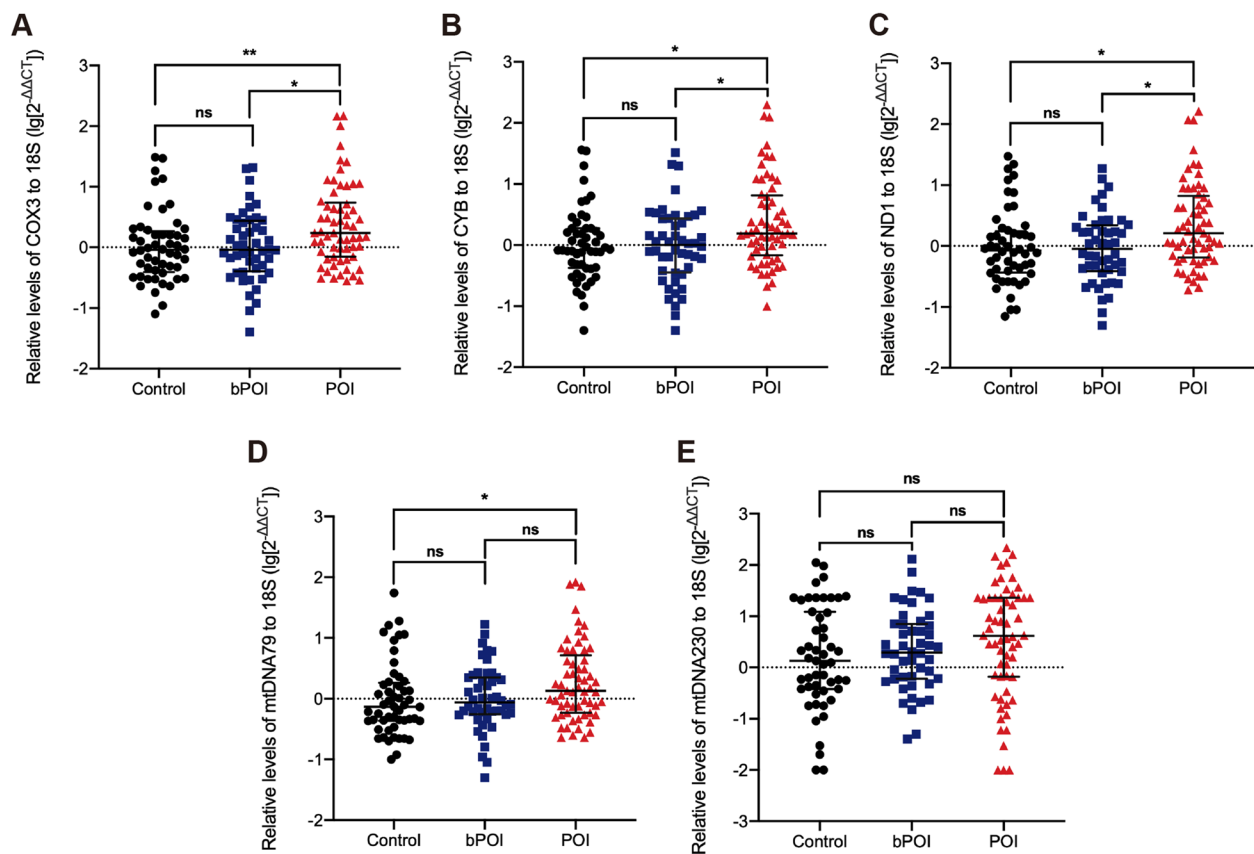 A
Relative levels of COX3 to 18S (lg[2-ΔΔCT])
3
2
1
0
-1
-2
**
*
ns
Control
bPOI
POI
B
Relative levels of CYB to 18S (lg[2-ΔΔCT])
3
2
1
0
-1
-2
*
*
ns
Control
bPOI
POI
C
Relative levels of ND1 to 18S (lg[2-ΔΔCT])
3
2
1
0
-1
-2
*
*
ns
Control
bPOI
POI
D
Relative levels of mtDNA79 to 18S (lg[2-ΔΔCT])
3
2
1
0
-1
-2
*
ns
ns
Control
bPOI
POI
E
Relative levels of mtDNA230 to 18S (lg[2-ΔΔCT])
3
2
1
0
-1
-2
-3
ns
ns
ns
Control
bPOI
POI